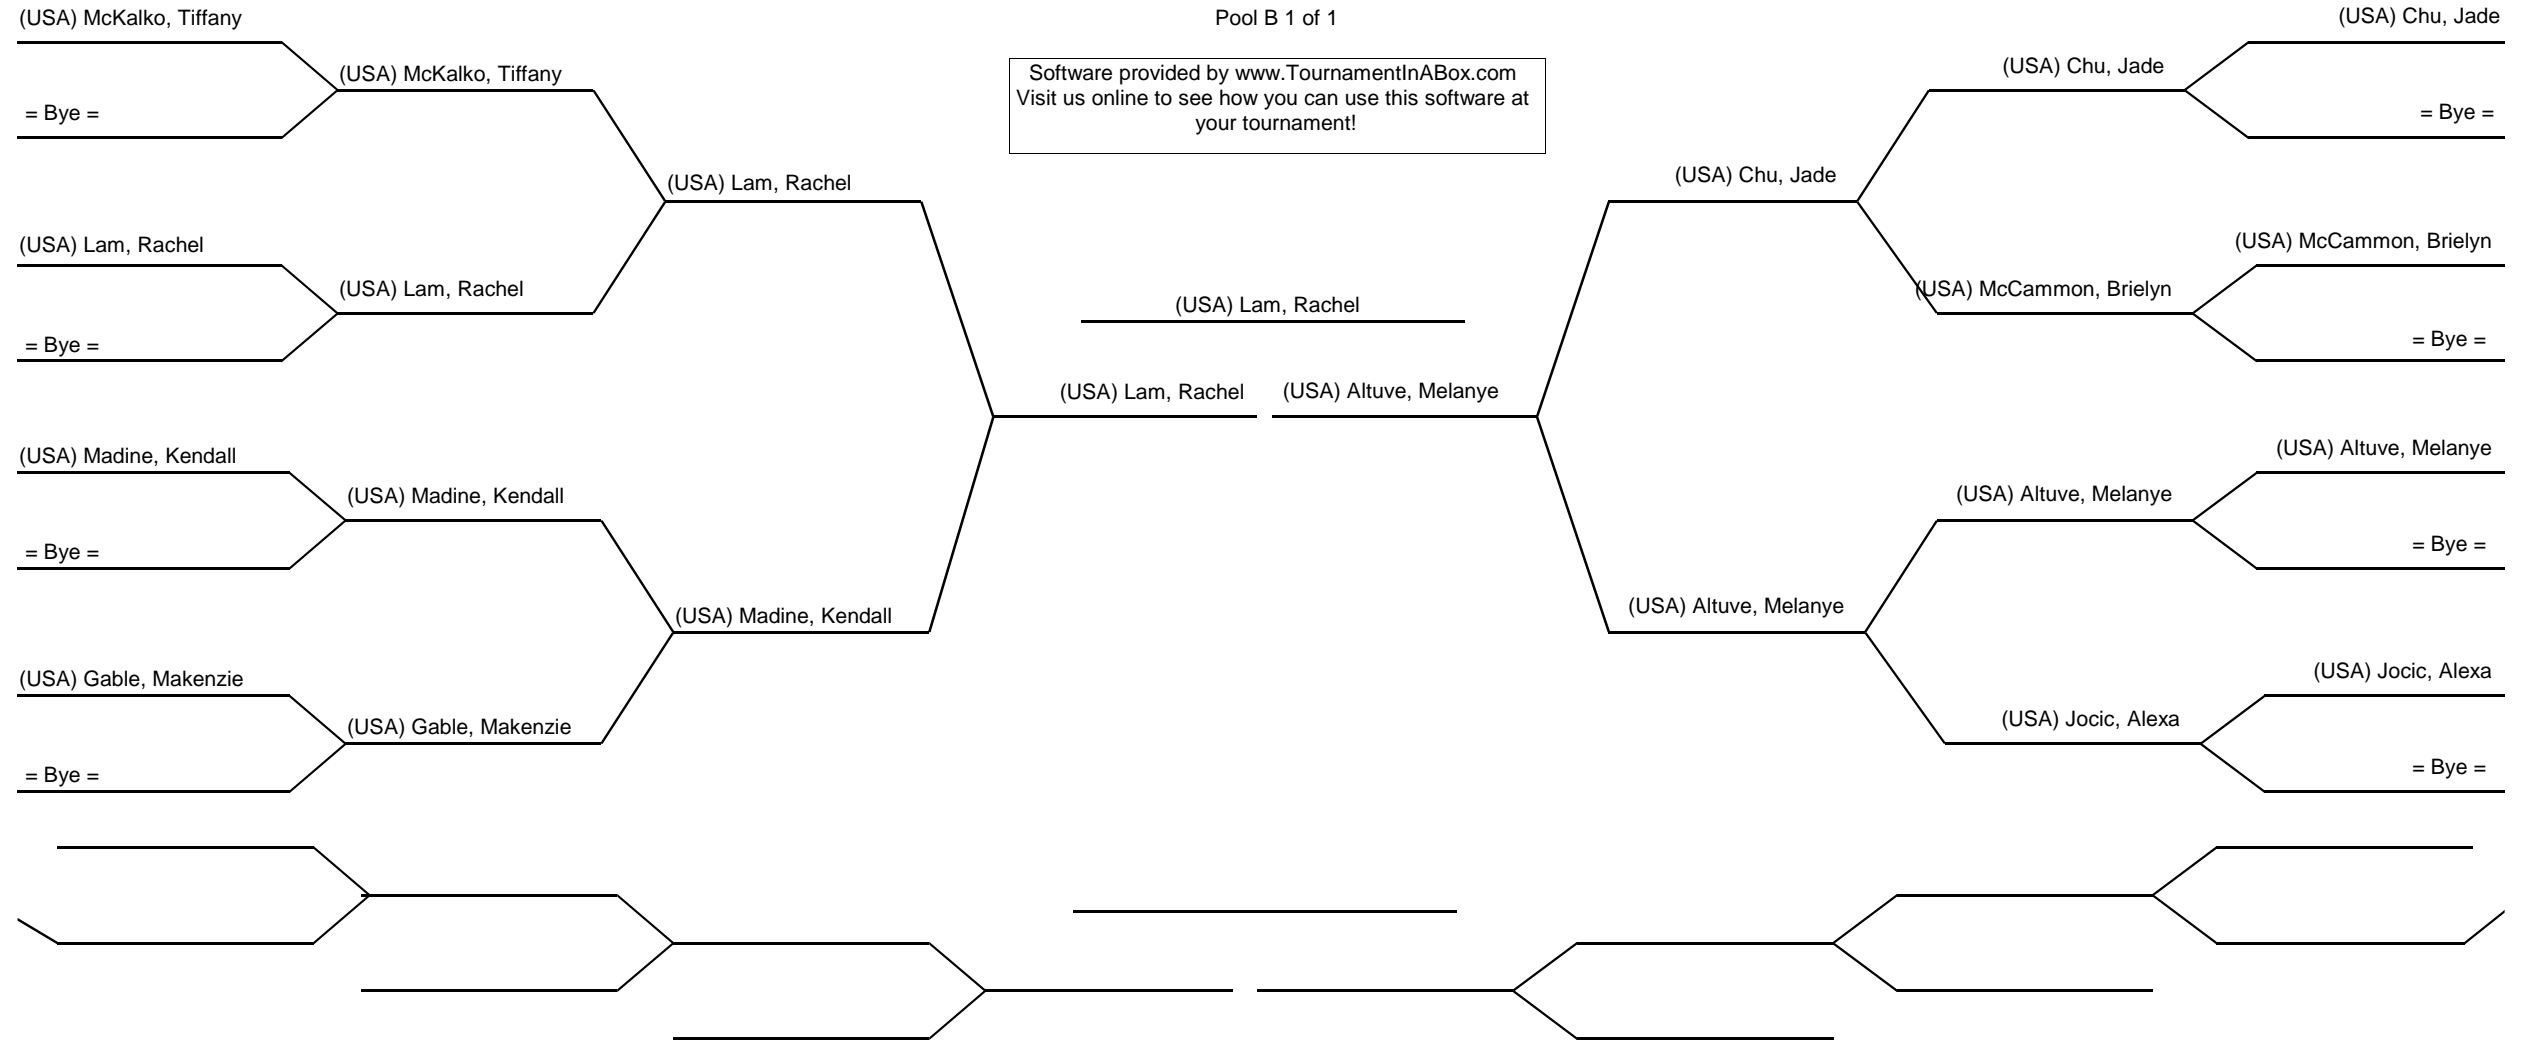 (USA) McKalko, Tiffany
Pool B 1 of 1
(USA) Chu, Jade
(USA) McKalko, Tiffany
Software provided by www.TournamentInABox.com
Visit us online to see how you can use this software at
your tournament!
(USA) Chu, Jade
= Bye =
= Bye =
(USA) Lam, Rachel
(USA) Chu, Jade
(USA) Lam, Rachel
(USA) McCammon, Brielyn
(USA) Lam, Rachel
(USA) Lam, Rachel
(USA) McCammon, Brielyn
= Bye =
= Bye =
(USA) Lam, Rachel
(USA) Altuve, Melanye
(USA) Madine, Kendall
(USA) Altuve, Melanye
(USA) Madine, Kendall
(USA) Altuve, Melanye
= Bye =
= Bye =
(USA) Madine, Kendall
(USA) Altuve, Melanye
(USA) Gable, Makenzie
(USA) Jocic, Alexa
(USA) Gable, Makenzie
(USA) Jocic, Alexa
= Bye =
= Bye =